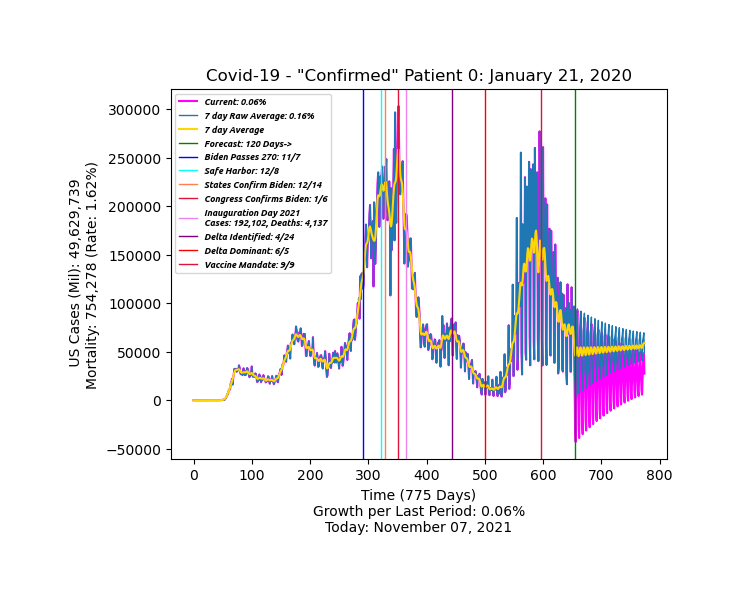 Covid-19 - "Confirmed" Patient 0: January 21, 2020
US Cases (Mil): 49,629,739
Mortality: 754,278 (Rate: 1.62%)
300000
250000
200000
150000
100000
50000
0
−50000
Current: 0.06%
7 day Raw Average: 0.16%
7 day Average
Forecast: 120 Days->
Biden Passes 270: 11/7
Safe Harbor: 12/8
States Confirm Biden: 12/14
Congress Confirms Biden: 1/6
Inauguration Day 2021
Cases: 192,102, Deaths: 4,137
Delta Identified: 4/24
Delta Dominant: 6/5
Vaccine Mandate: 9/9
0 100 200 300 400 500 600 700 800
Time (775 Days)
Growth per Last Period: 0.06%
Today: November 07, 2021